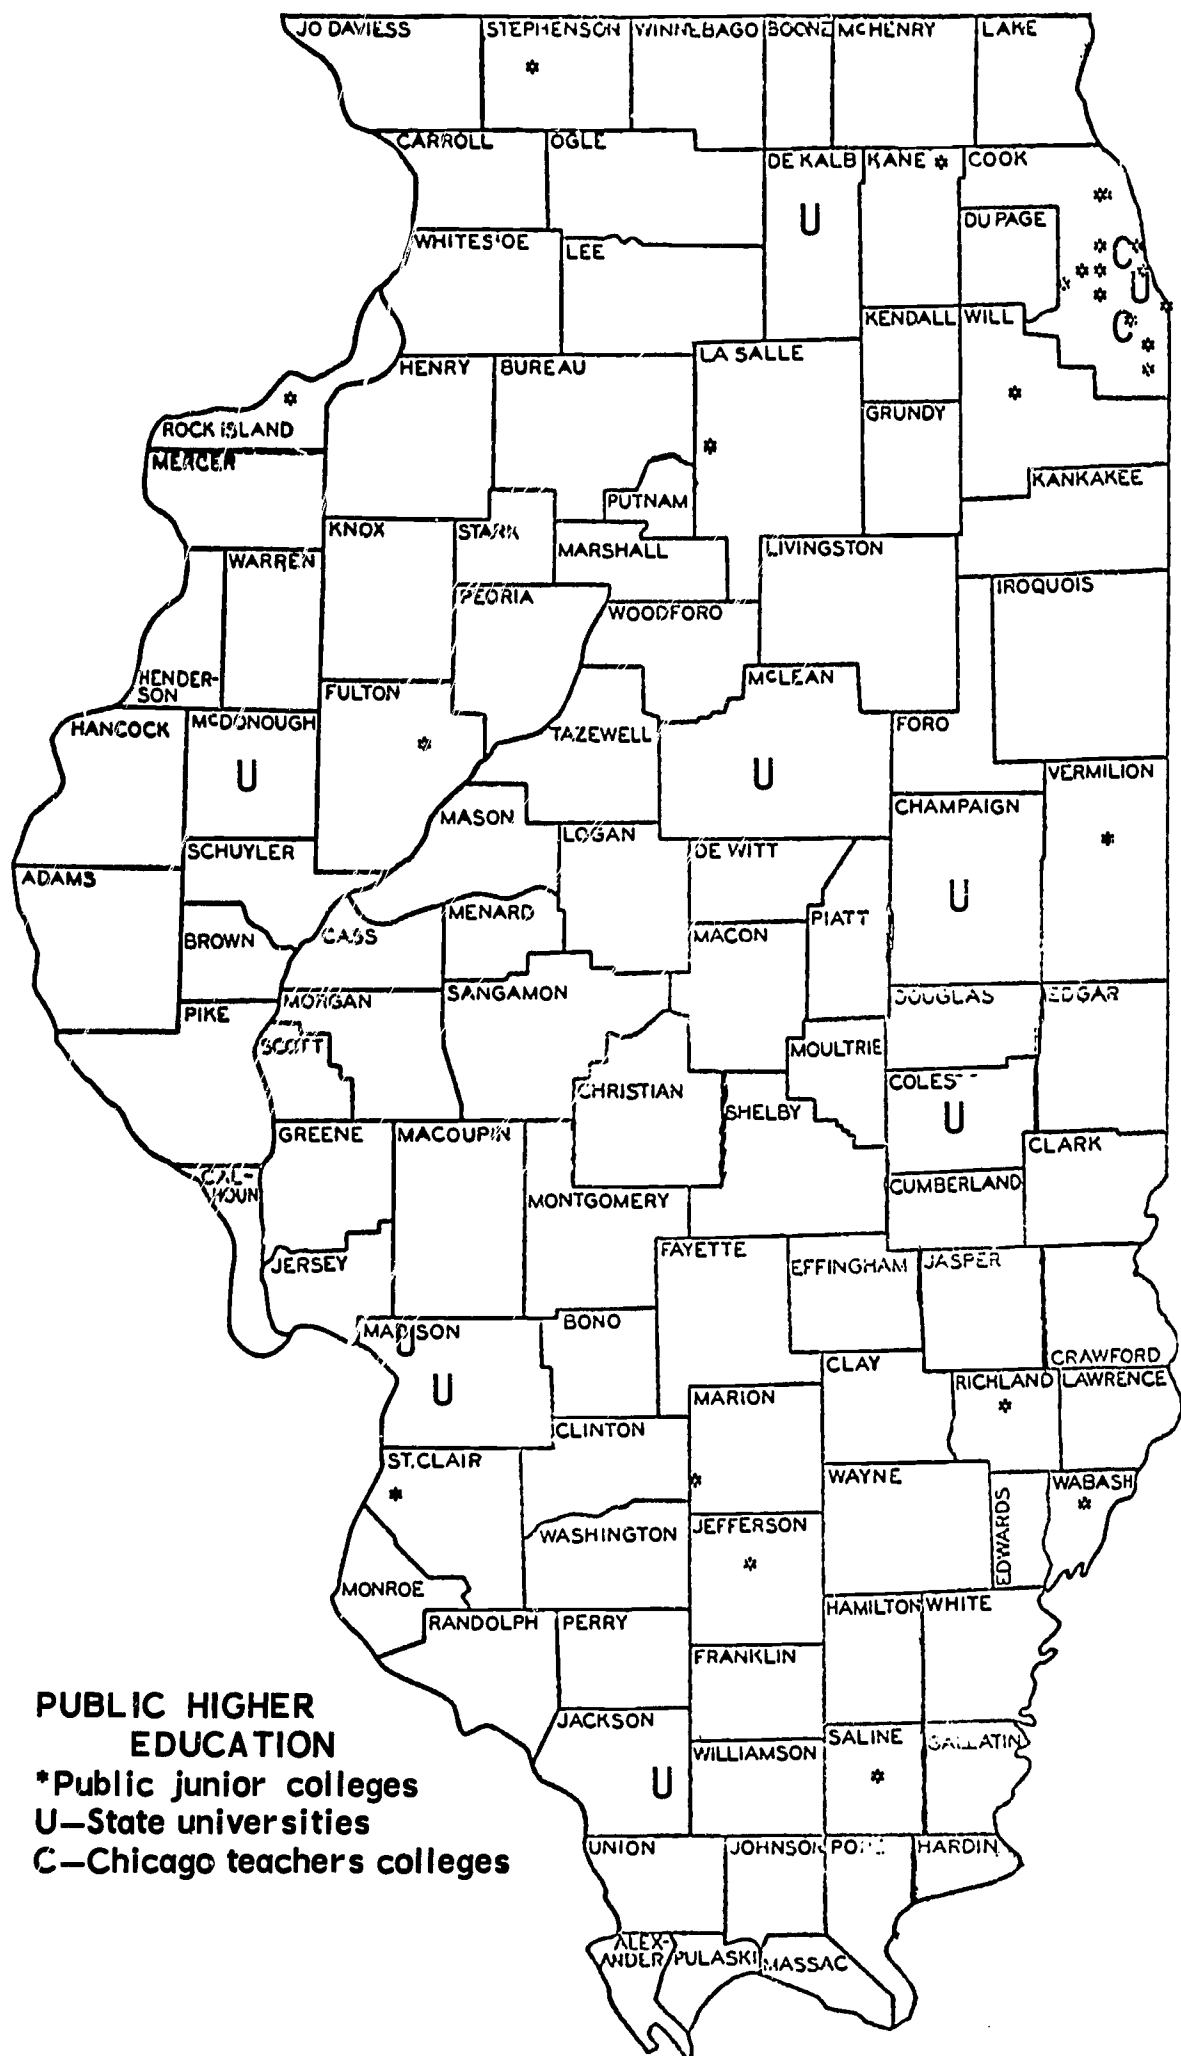 JO DAVIESS STEPHENSON WINNEBAGO BOONE MCHENRY LAKE
*
CARROLL OGLE
DE KALB KANE * COOK
*
U DU PAGE
WHITESIDE LEE
* C *
* * * *
* U
*
KENDALL WILL
C *
*
LA SALLE
HENRY BUREAU
*
* *
ROCK ISLAND GRUNDY
*
MERCER
KANKAKEE
PUTNAM
KNOX STARK
MARSHALL LIVINGSTON
WARREN
IROQUOIS
PEORIA
WOODFORD
HENDER-
SON
MCLEAN
FULTON
HANCOCK MCDONOUGH FORD
TAZEWELL
*
U U VERMILION
CHAMPAIGN
MASON
LOGAN *
SCHUYLER DE WITT
ADAMS
U
MENARD PIATT
BROWN CASS MACON
SANGAMON DOUGLAS EDGAR
PIKE MORGAN
SCOTT MOULTRIE
COLES
CHRISTIAN
SHELBY U
GREENE MACOUPIN CLARK
CAL-
HOUN
CUMBERLAND
MONTGOMERY
FAYETTE
JERSEY EFFINGHAM JASPER
BOND
MADISON
U
CRAWFORD
CLAY
U RICHLAND LAWRENCE
MARION *
CLINTON
ST. CLAIR
* WAYNE WABASH
* *
JEFFERSON
WASHINGTON EDWARDS
*
MONROE
HAMILTON WHITE
RANDOLPH PERRY
FRANKLIN
JACKSON
SALINE GALLATIN
WILLIAMSON
U *
UNION JOHNSON POPE HARDIN
ALEX-
ANDER PULASKI MASSAC
PUBLIC HIGHER
EDUCATION
*Public junior colleges
U—State universities
C—Chicago teachers colleges